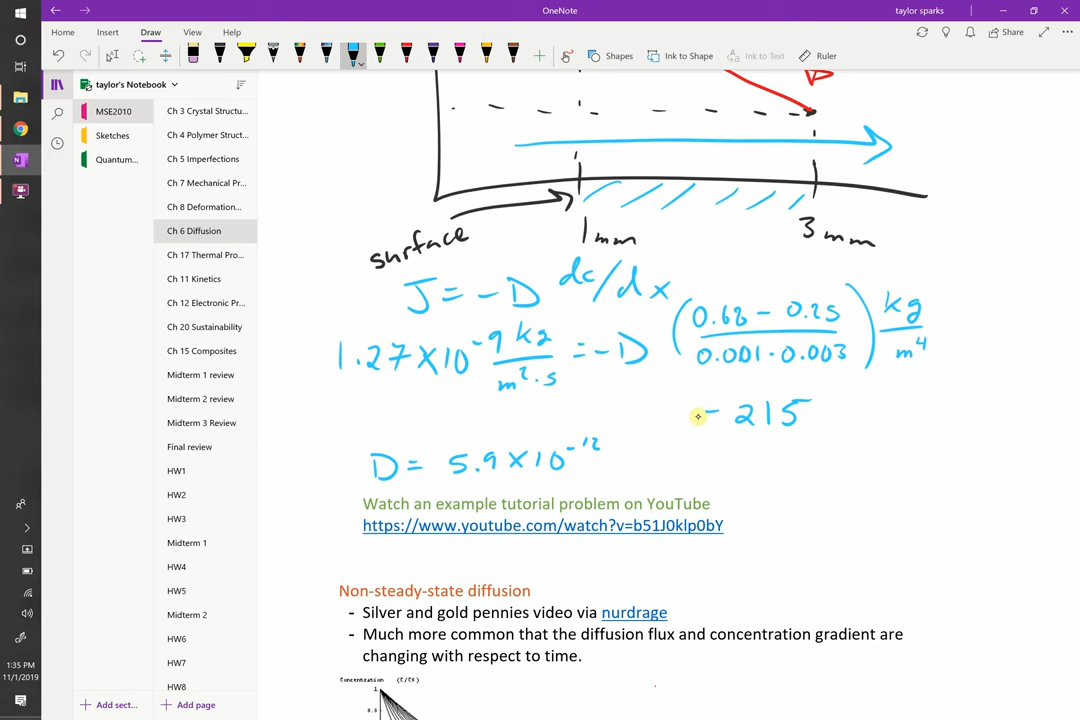 OneNote
taylor sparks
Home Insert Draw View Help
Share
Shapes Ink to Shape Ink to Text Ruler
taylor's Notebook
MSE2010
Sketches
Quantum...
Ch 3 Crystal Structu...
Ch 4 Polymer Struct...
Ch 5 Imperfections
Ch 7 Mechanical Pr...
Ch 8 Deformation...
Ch 6 Diffusion
Ch 17 Thermal Pro...
Ch 11 Kinetics
Ch 12 Electronic Pr...
Ch 20 Sustainability
Ch 15 Composites
Midterm 1 review
Midterm 2 review
Midterm 3 Review
Final review
HW1
HW2
HW3
Midterm 1
HW4
HW5
Midterm 2
HW6
HW7
HW8
Add sect...
Add page
1:35 PM
11/1/2019
surface
1mm
3mm
J = -D dc/dx
1.27 x 10^-9 kg/m²·s = -D ((0.68 - 0.25)/(0.001 - 0.003)) kg/m⁴
- 215
D = 5.9 x 10^-12
Watch an example tutorial problem on YouTube
https://www.youtube.com/watch?v=b51J0klp0bY
Non-steady-state diffusion
- Silver and gold pennies video via nurdrage
- Much more common that the diffusion flux and concentration gradient are
changing with respect to time.
Concentration (C/C0)
1
0.8